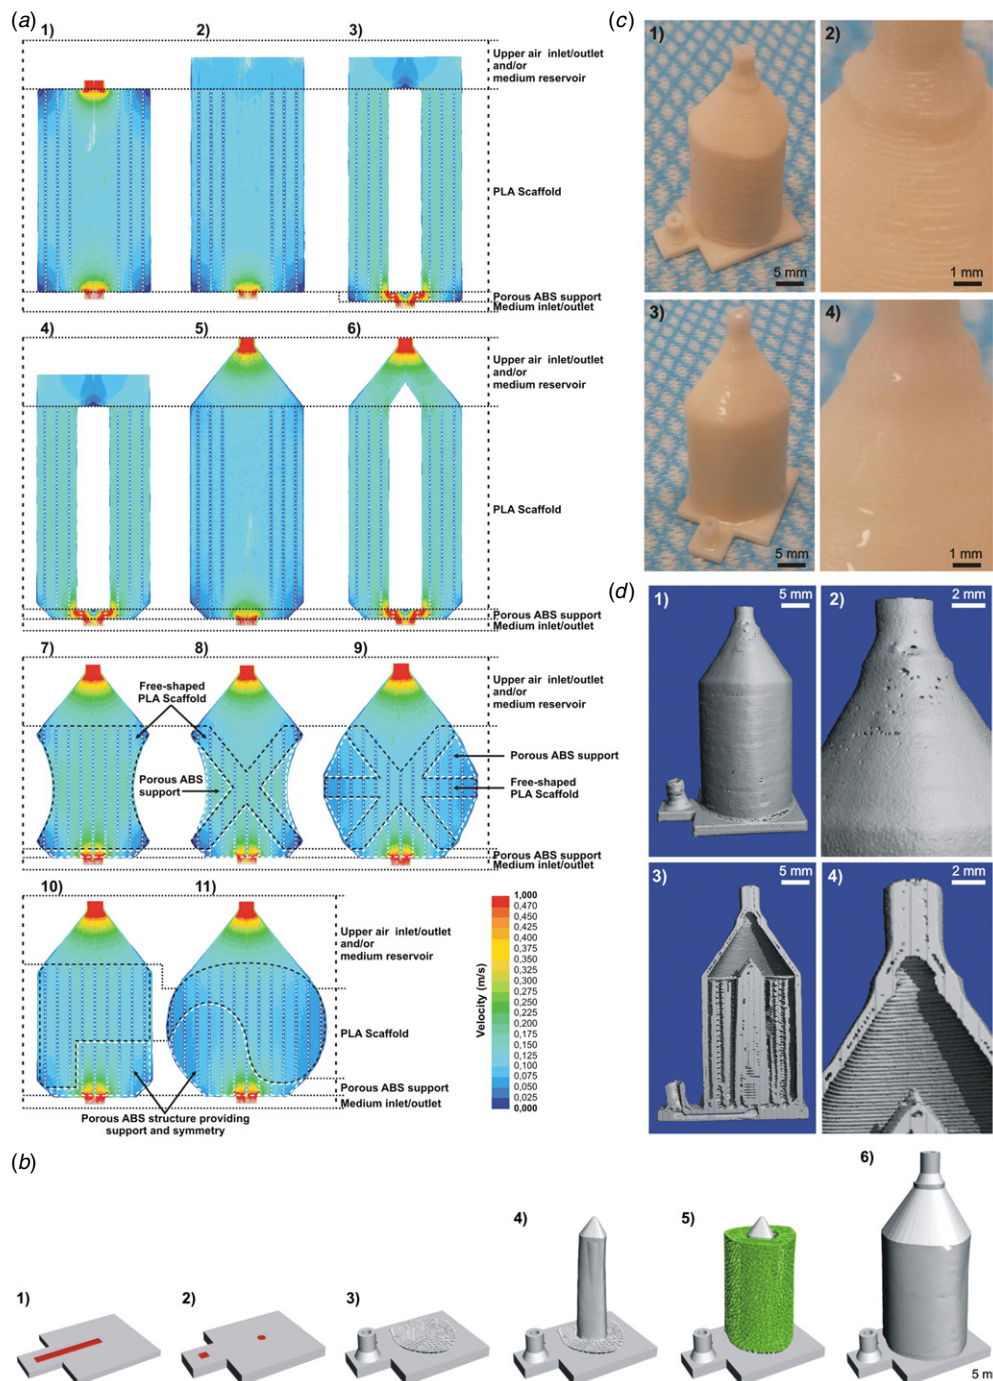 (a)
1)
2)
3)
Upper air inlet/outlet
and/or
medium reservoir
PLA Scaffold
Porous ABS support
Medium inlet/outlet
4)
5)
6)
Upper air inlet/outlet
and/or
medium reservoir
PLA Scaffold
Porous ABS support
Medium inlet/outlet
7)
8)
9)
Free-shaped
PLA Scaffold
Upper air inlet/outlet
and/or
medium reservoir
Porous ABS
support
Porous ABS support
Free-shaped
PLA Scaffold
Porous ABS support
Medium inlet/outlet
10)
11)
Upper air inlet/outlet
and/or
medium reservoir
PLA Scaffold
Porous ABS support
Medium inlet/outlet
Porous ABS structure providing
support and symmetry
Velocity (m/s)
1,000
0,470
0,450
0,425
0,400
0,375
0,350
0,325
0,300
0,275
0,250
0,225
0,200
0,175
0,150
0,125
0,100
0,075
0,050
0,025
0,000
(b)
1)
2)
3)
4)
5)
6)
5 m
(c)
1)
5 mm
2)
1 mm
3)
5 mm
4)
1 mm
(d)
1)
5 mm
2)
2 mm
3)
5 mm
4)
2 mm